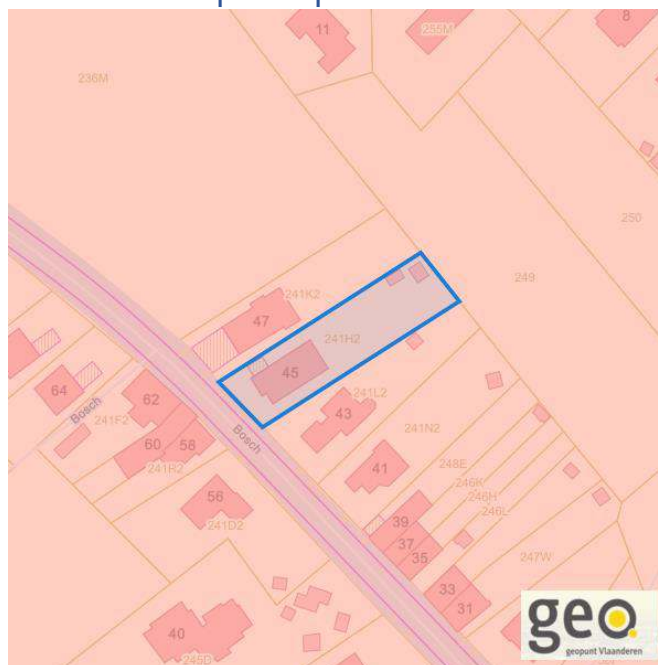 11
255M
8
236M
250
249
241K2
47
241H2
45
64
62
Bosch
241F2
Bosch
43
241L2
60
58
241N2
241R2
41
248E
246K
246H
246L
56
241D2
39
37
35
247W
33
31
40
245D
geo.
geopunt Vlaanderen